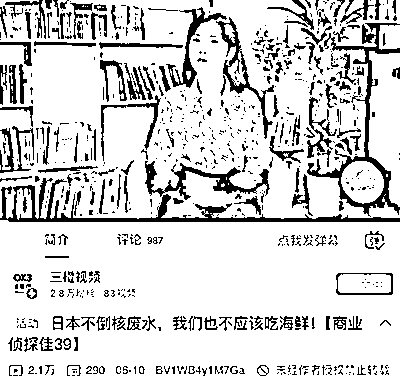 简介 评论 987 点我发弹幕 弹
三橙视频
2.8万粉丝 83视频
活动 日本不倒核废水，我们也不应该吃海鲜!【商业
侦探住39】
2.1万 290 06-10 BV1WB4y1M7Ga 未经作者授权禁止转载